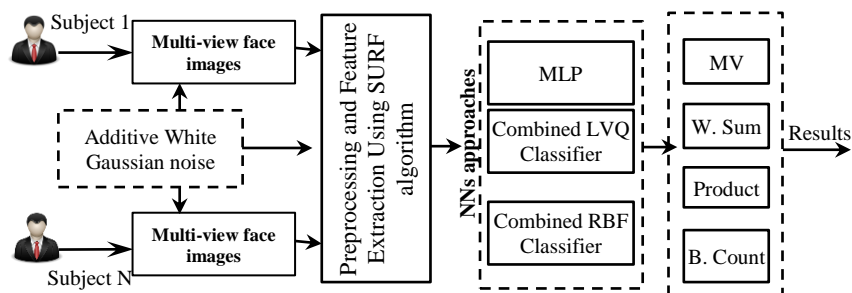 Subject 1
Multi-view face
images
Additive White
Gaussian noise
Multi-view face
images
Subject N
Preprocessing and Feature
Extraction Using SURF
algorithm
NNs approaches
MLP
Combined LVQ
Classifier
Combined RBF
Classifier
MV
W. Sum
Product
B. Count
Results